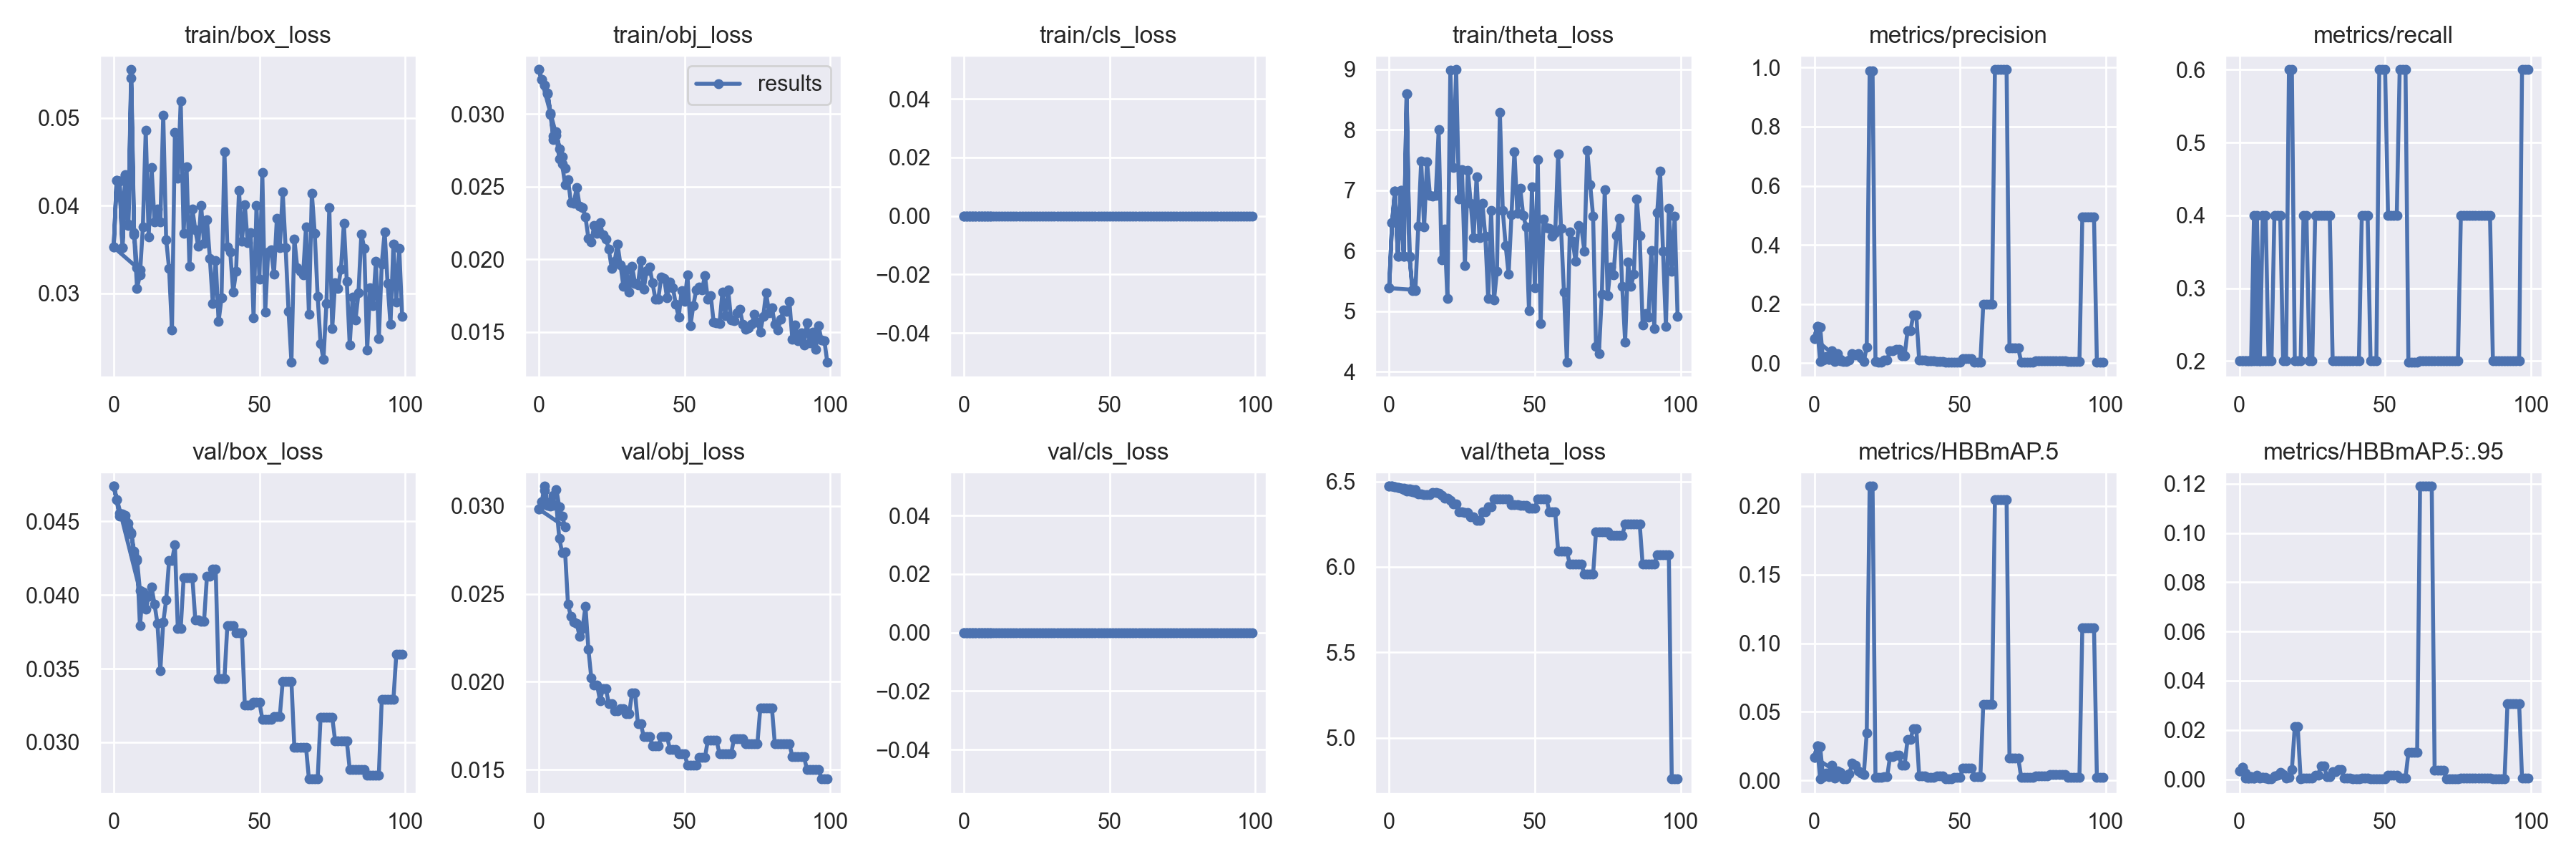 train/box_loss
train/obj_loss
train/cls_loss
train/theta_loss
metrics/precision
metrics/recall
0.05
0.04
0.03
0 50 100
results
0.030
0.025
0.020
0.015
0 50 100
0.04
0.02
0.00
−0.02
−0.04
0 50 100
9
8
7
6
5
4
0 50 100
1.0
0.8
0.6
0.4
0.2
0.0
0 50 100
0.6
0.5
0.4
0.3
0.2
0 50 100
val/box_loss
val/obj_loss
val/cls_loss
val/theta_loss
metrics/HBBmAP.5
metrics/HBBmAP.5:.95
0.045
0.040
0.035
0.030
0 50 100
0.030
0.025
0.020
0.015
0 50 100
0.04
0.02
0.00
−0.02
−0.04
0 50 100
6.5
6.0
5.5
5.0
0 50 100
0.20
0.15
0.10
0.05
0.00
0 50 100
0.12
0.10
0.08
0.06
0.04
0.02
0.00
0 50 100